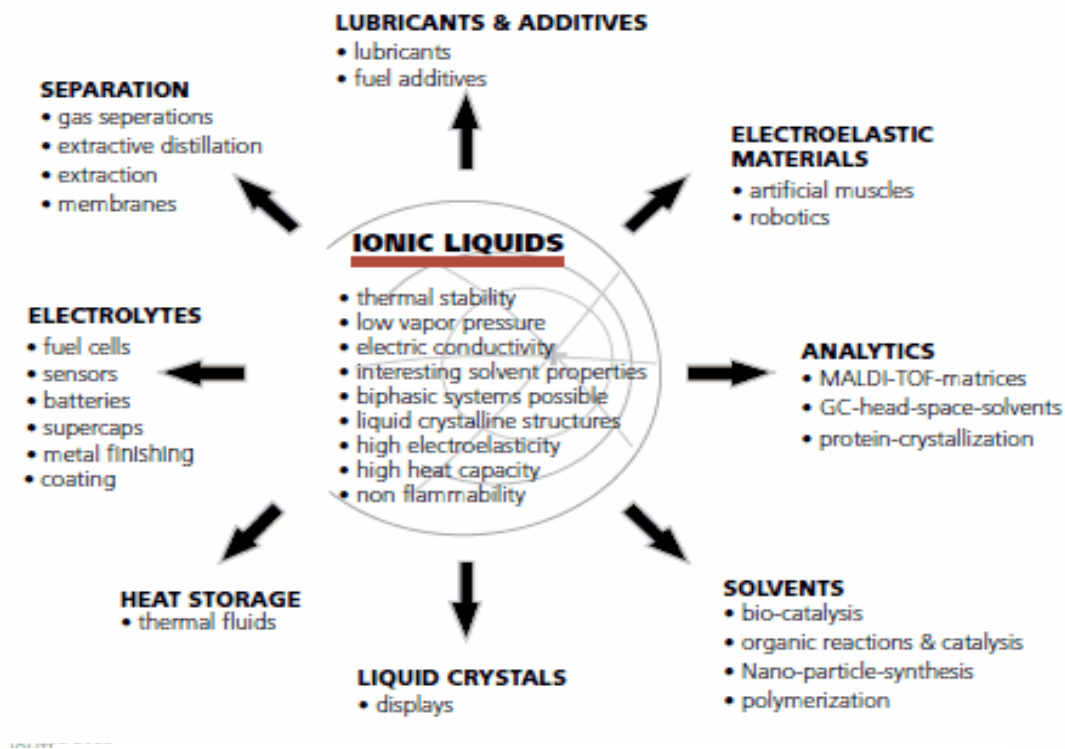 LUBRICANTS & ADDITIVES
• lubricants
• fuel additives
SEPARATION
• gas seperations
• extractive distillation
• extraction
• membranes
ELECTROELASTIC
MATERIALS
• artificial muscles
• robotics
IONIC LIQUIDS
• thermal stability
• low vapor pressure
• electric conductivity
• interesting solvent properties
• biphasic systems possible
• liquid crystalline structures
• high electroelasticity
• high heat capacity
• non flammability
ELECTROLYTES
• fuel cells
• sensors
• batteries
• supercaps
• metal finishing
• coating
ANALYTICS
• MALDI-TOF-matrices
• GC-head-space-solvents
• protein-crystallization
HEAT STORAGE
• thermal fluids
LIQUID CRYSTALS
• displays
SOLVENTS
• bio-catalysis
• organic reactions & catalysis
• Nano-particle-synthesis
• polymerization